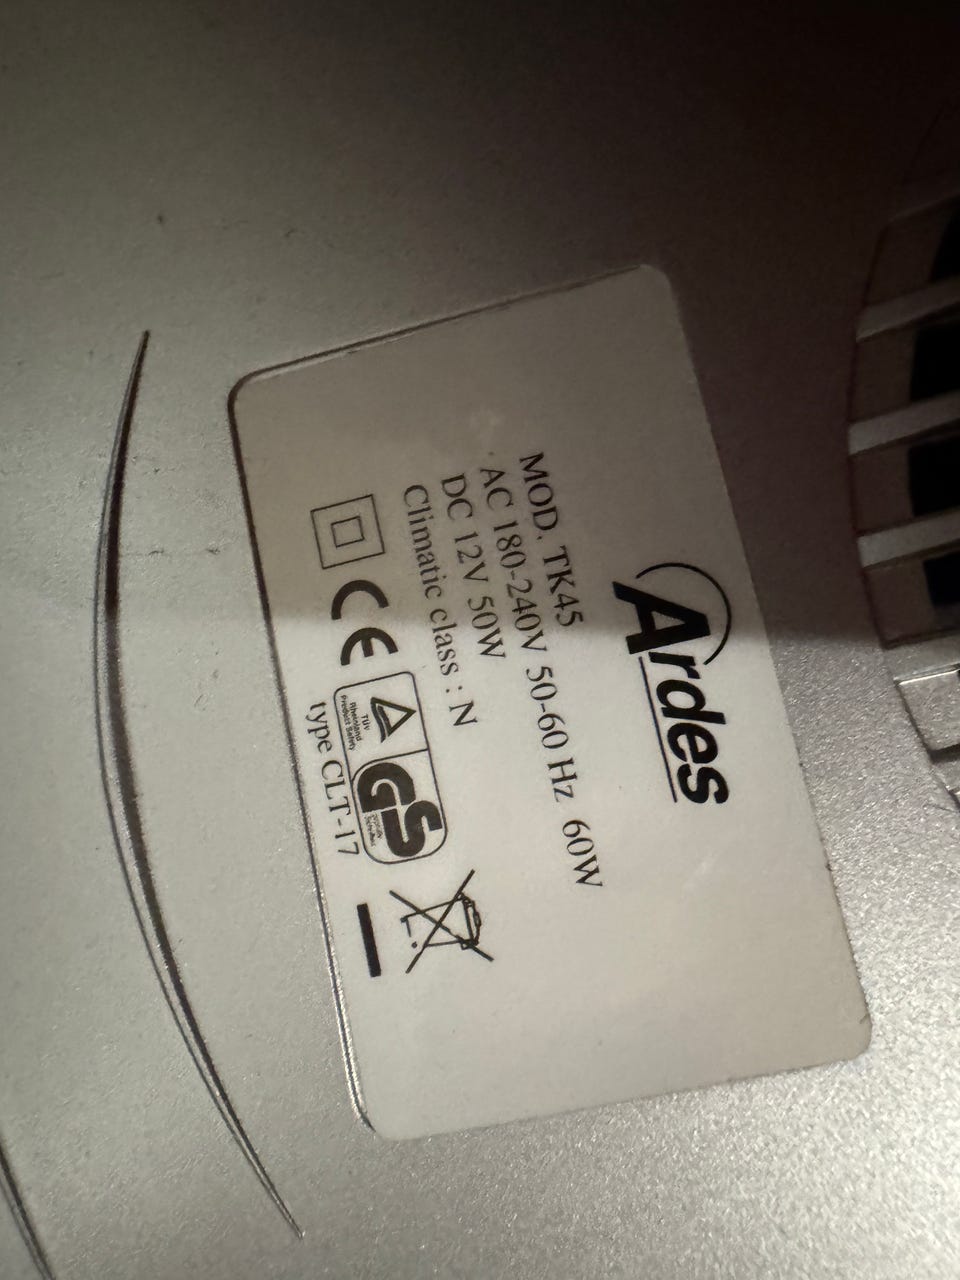 Ardes
MOD. TK45
AC 180-240V 50-60 Hz 60W
DC 12V 50W
Climatic class : N
CE
TÜV
Rheinland
Product Safety
GS
type CLT-17